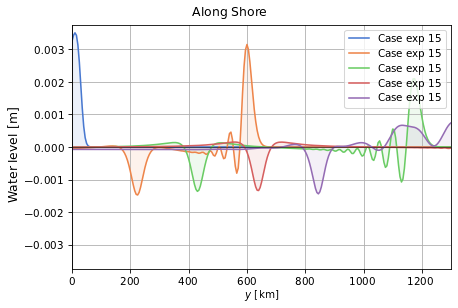 Along Shore
Water level [m]
0.003
0.002
0.001
0.000
−0.001
−0.002
−0.003
Case exp 15
Case exp 15
Case exp 15
Case exp 15
Case exp 15
0 200 400 600 800 1000 1200
y [km]